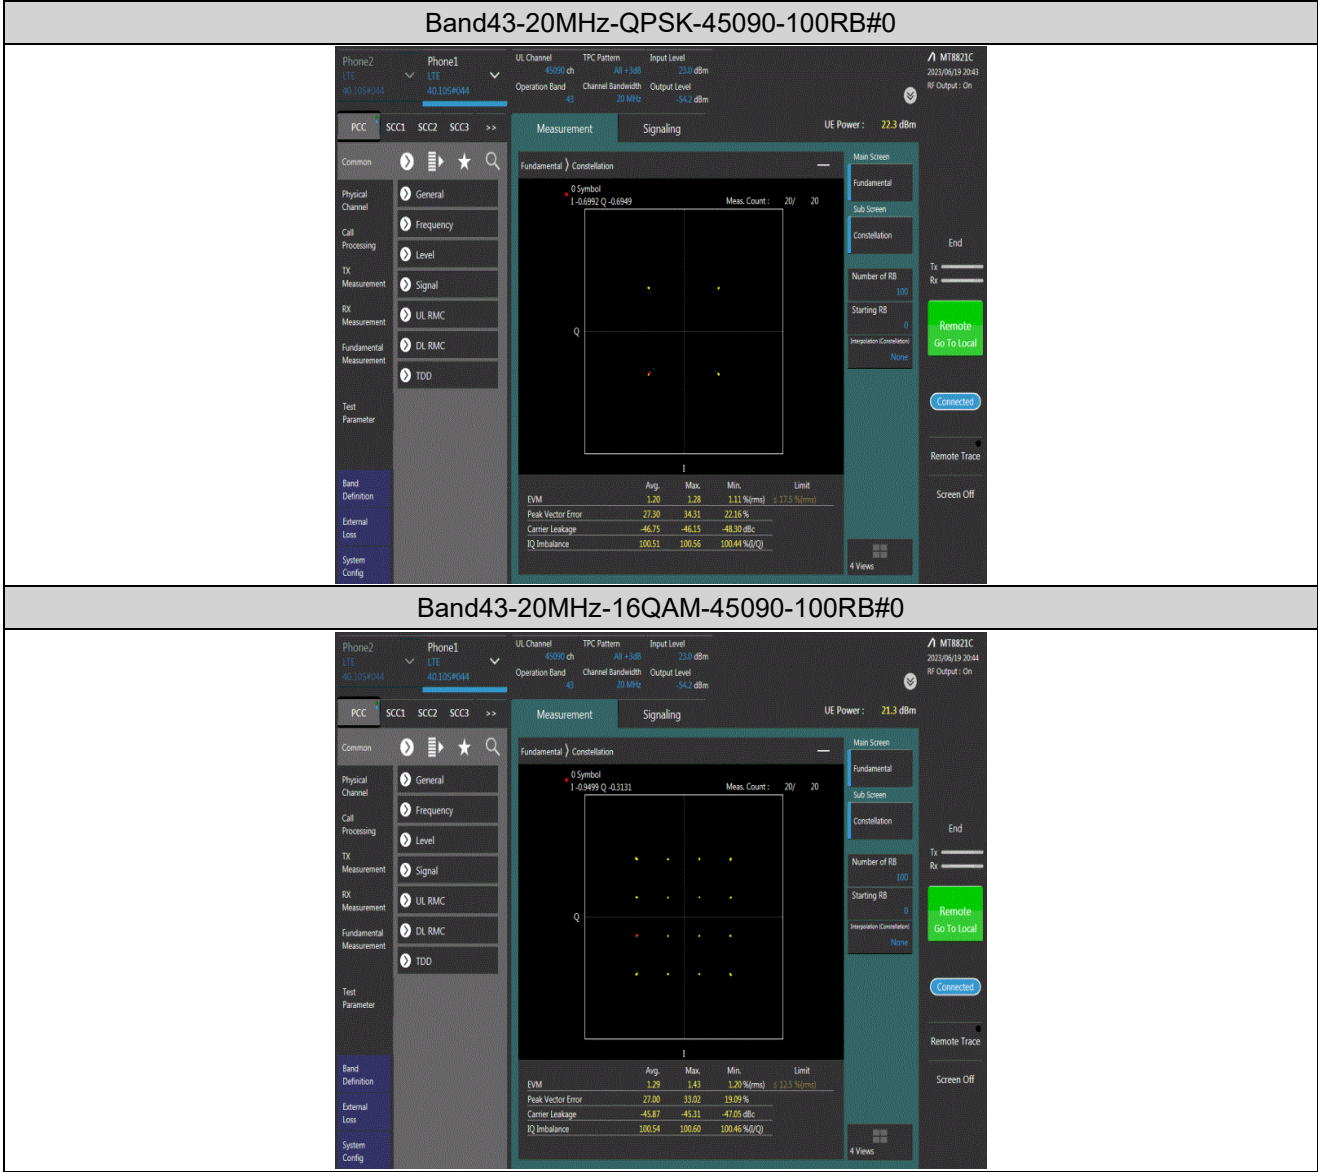 Band43-20MHz-QPSK-45090-100RB#0
Phone2 Phone1
LTE LTE
40.10S#044 40.10S#044
UL Channel TPC Pattern Input Level
45090 ch All +3dB 23.0 dBm
Operation Band Channel Bandwidth Output Level
43 20 MHz -54.2 dBm
MT8821C
2023/06/19 20:43
RF Output : On
PCC SCC1 SCC2 SCC3 >>
Measurement Signaling
UE Power : 22.3 dBm
Common
Physical
Channel
Call
Processing
TX
Measurement
RX
Measurement
Fundamental
Measurement
Test
Parameter
Band
Definition
External
Loss
System
Config
General
Frequency
Level
Signal
UL RMC
DL RMC
TDD
Fundamental Constellation
0 Symbol
I -0.6992 Q -0.6949 Meas. Count : 20/ 20
Q
I
Avg. Max. Min. Limit
EVM 1.20 1.28 1.11 %(rms) ≤ 17.5 %(rms)
Peak Vector Error 27.30 34.31 22.16 %
Carrier Leakage -46.75 -46.15 -48.30 dBc
IQ Imbalance 100.51 100.56 100.44 %(I/Q)
Main Screen
Fundamental
Sub Screen
Constellation
Number of RB
100
Starting RB
0
Interpolation (Constellation)
None
4 Views
End
Tx
Rx
Remote
Go To Local
Connected
Remote Trace
Screen Off
Band43-20MHz-16QAM-45090-100RB#0
Phone2 Phone1
LTE LTE
40.10S#044 40.10S#044
UL Channel TPC Pattern Input Level
45090 ch All +3dB 23.0 dBm
Operation Band Channel Bandwidth Output Level
43 20 MHz -54.2 dBm
MT8821C
2023/06/19 20:44
RF Output : On
PCC SCC1 SCC2 SCC3 >>
Measurement Signaling
UE Power : 21.3 dBm
Common
Physical
Channel
Call
Processing
TX
Measurement
RX
Measurement
Fundamental
Measurement
Test
Parameter
Band
Definition
External
Loss
System
Config
General
Frequency
Level
Signal
UL RMC
DL RMC
TDD
Fundamental Constellation
0 Symbol
I -0.9499 Q -0.3131 Meas. Count : 20/ 20
Q
I
Avg. Max. Min. Limit
EVM 1.29 1.43 1.20 %(rms) ≤ 12.5 %(rms)
Peak Vector Error 27.00 33.02 19.09 %
Carrier Leakage -45.87 -45.31 -47.05 dBc
IQ Imbalance 100.54 100.60 100.46 %(I/Q)
Main Screen
Fundamental
Sub Screen
Constellation
Number of RB
100
Starting RB
0
Interpolation (Constellation)
None
4 Views
End
Tx
Rx
Remote
Go To Local
Connected
Remote Trace
Screen Off